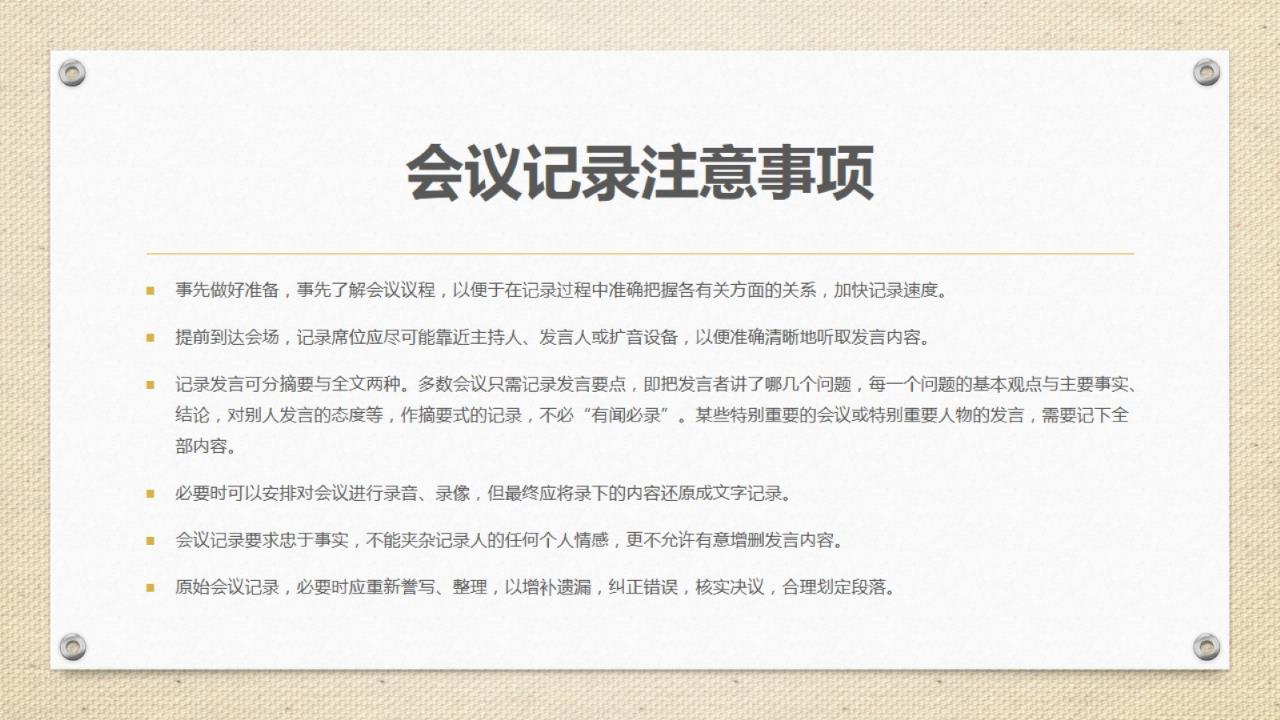 会议记录注意事项
事先做好准备，事先了解会议议程，以便于在记录过程中准确把握各有关方面的关系，加快记录速度。
提前到达会场，记录席位应尽可能靠近主持人、发言人或扩音设备，以便准确清晰地听取发言内容。
记录发言可分摘要与全文两种。多数会议只需记录发言要点，即把发言者讲了哪几个问题，每一个问题的基本观点与主要事实、
结论，对别人发言的态度等，作摘要式的记录，不必“有闻必录”。某些特别重要的会议或特别重要人物的发言，需要记下全
部内容。
必要时可以安排对会议进行录音、录像，但最终应将录下的内容还原成文字记录。
会议记录要求忠于事实，不能夹杂记录人的任何个人情感，更不允许有意增删发言内容。
原始会议记录，必要时应重新誊写、整理，以增补遗漏，纠正错误，核实决议，合理划定段落。